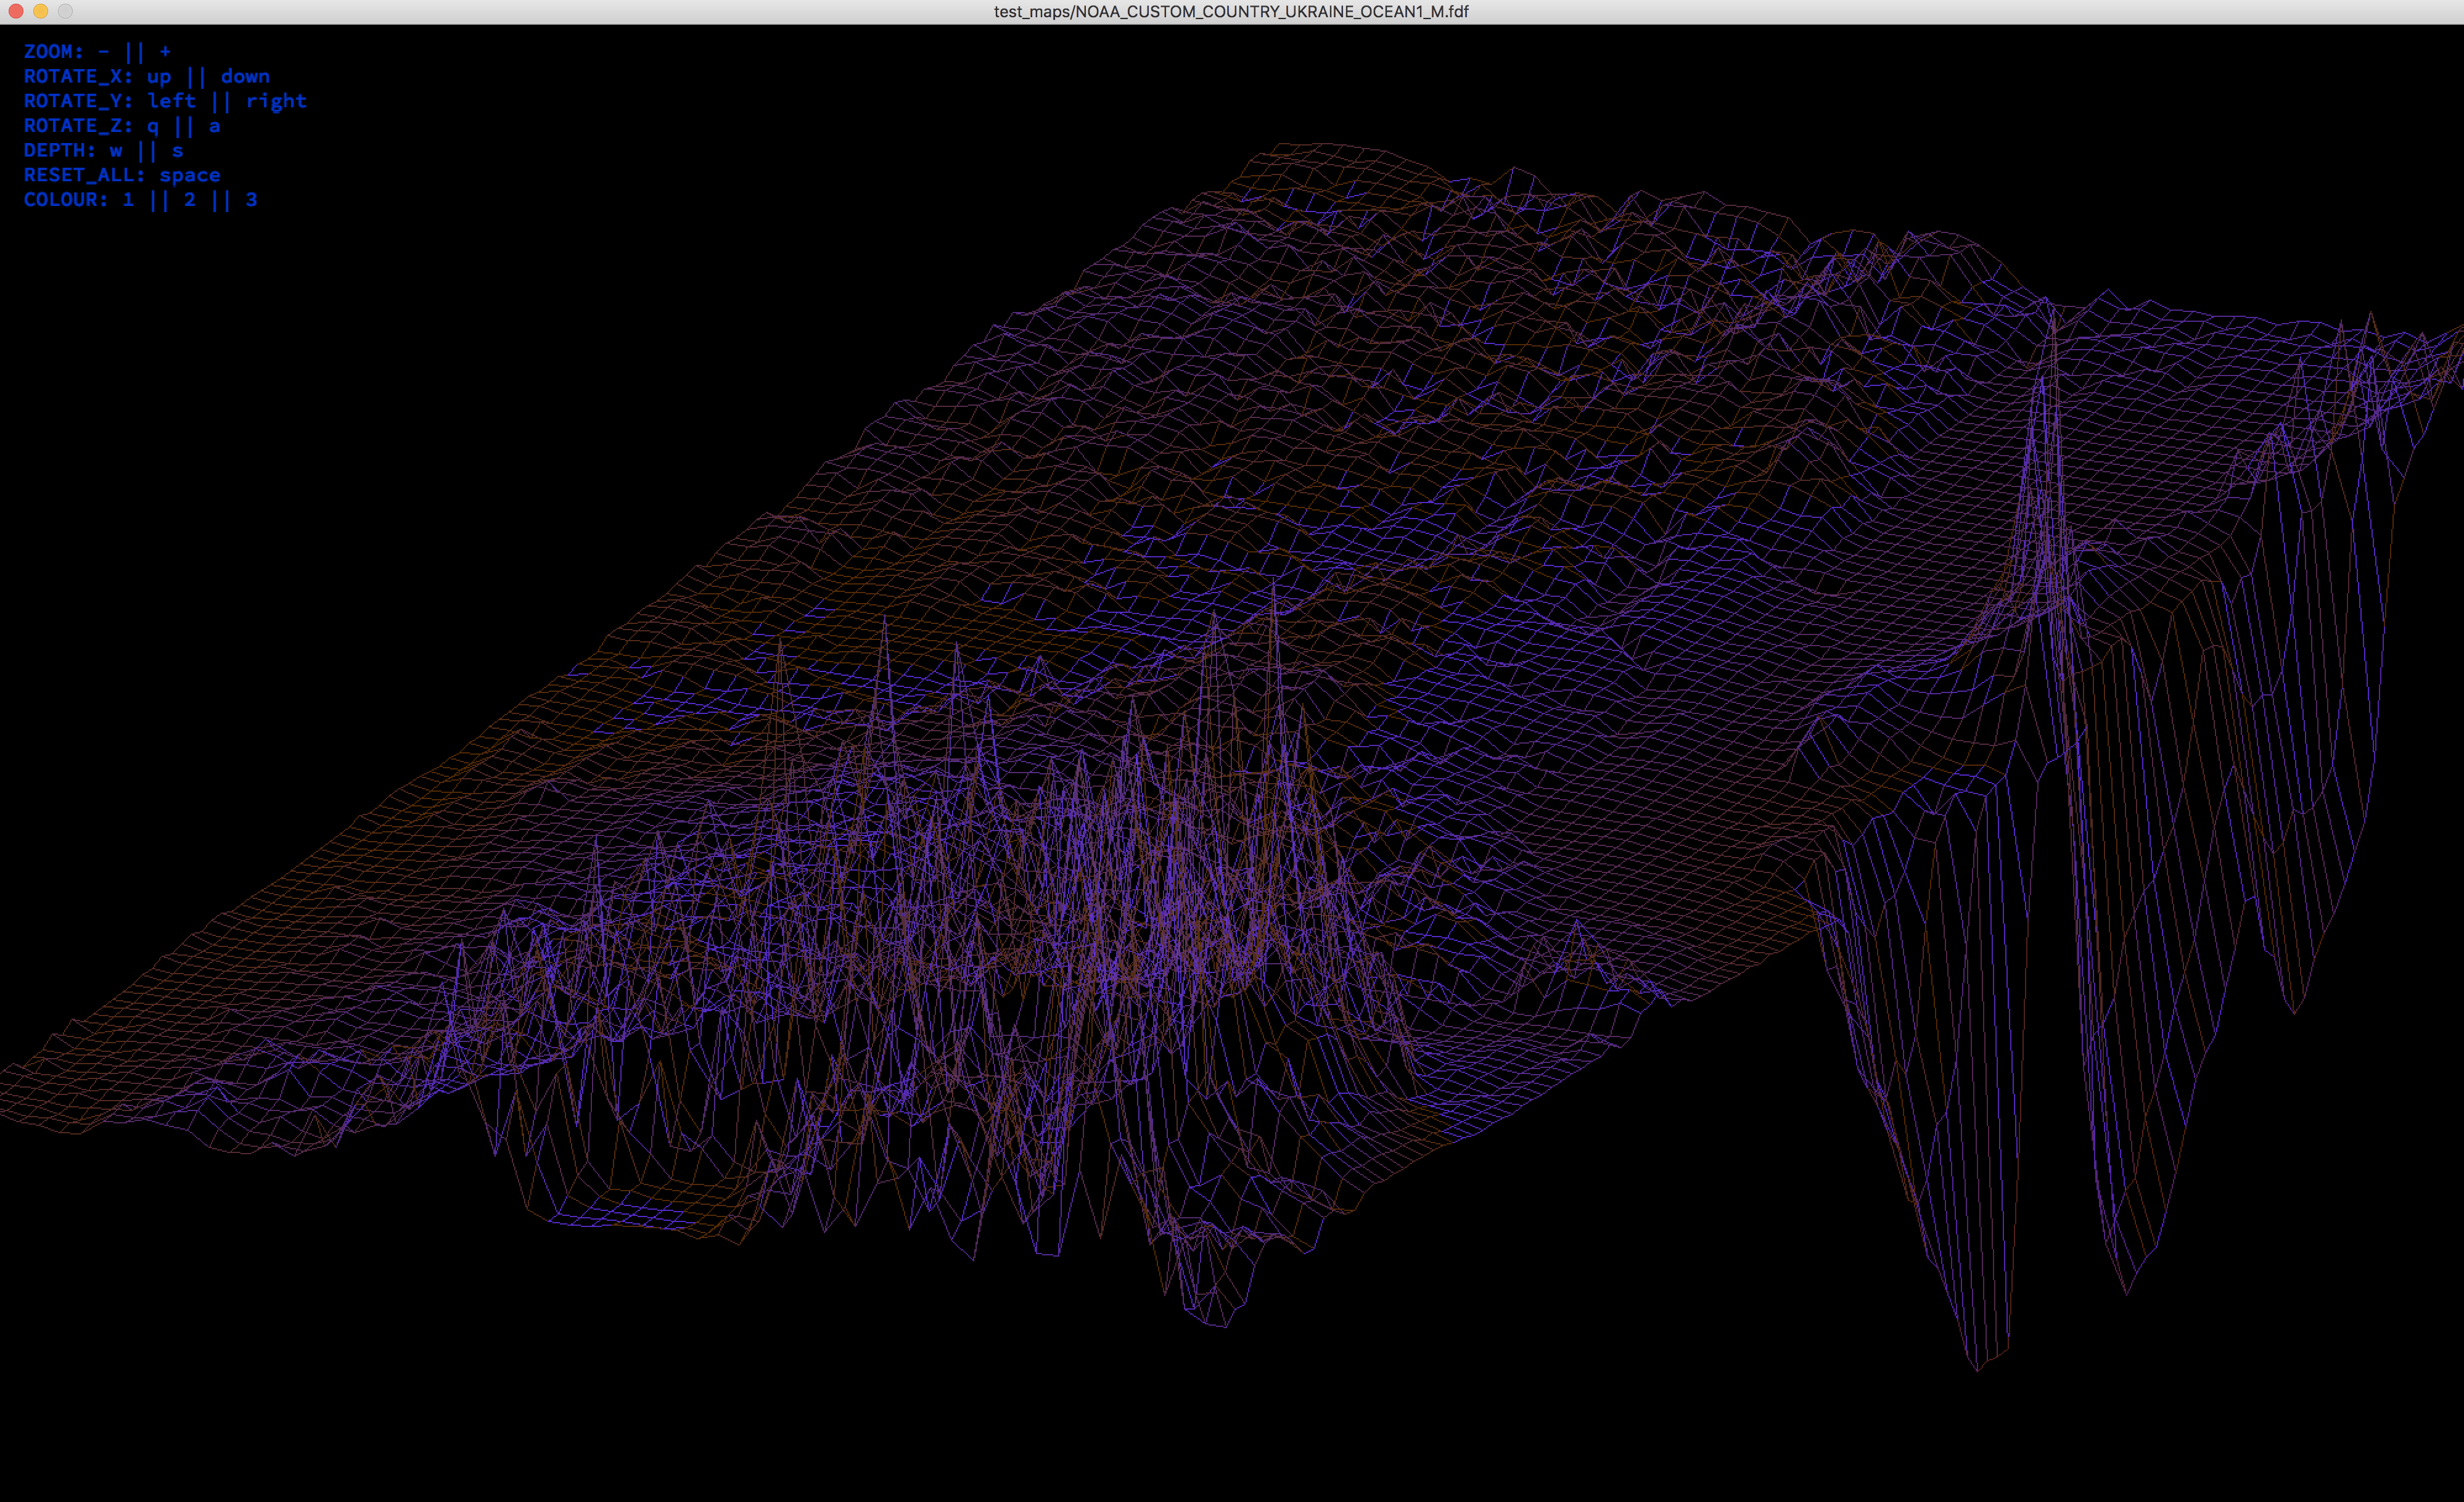 test_maps/NOAA_CUSTOM_COUNTRY_UKRAINE_OCEAN1_M.fdf
ZOOM: - || +
ROTATE_X: up || down
ROTATE_Y: left || right
ROTATE_Z: q || a
DEPTH: w || s
RESET_ALL: space
COLOUR: 1 || 2 || 3